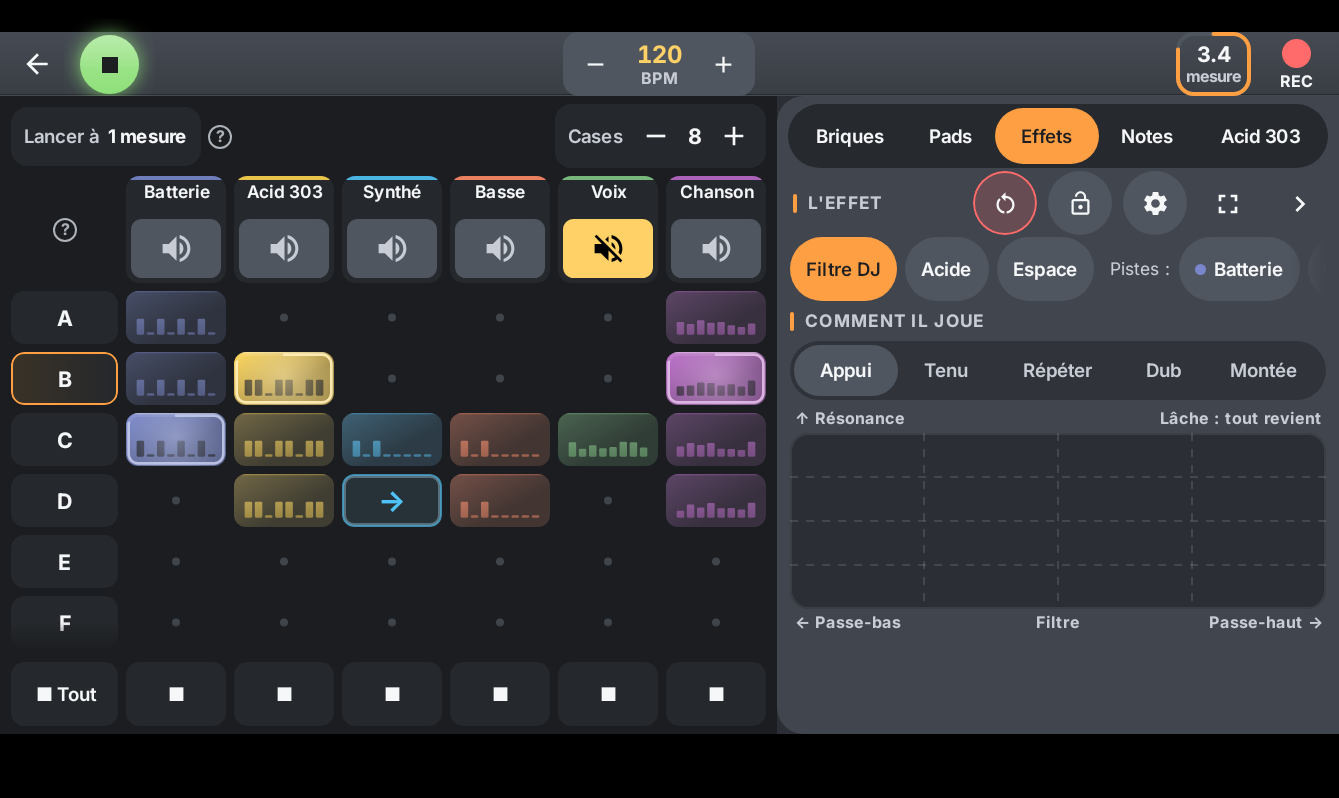 120
BPM
3.4
mesure
REC
Lancer à 1 mesure ?
Cases 8
Batterie Acid 303 Synthé Basse Voix Chanson
?
A
B
C
D
E
F
Tout
Briques Pads Effets Notes Acid 303
L'EFFET
Filtre DJ Acide Espace Pistes : Batterie
COMMENT IL JOUE
Appui Tenu Répéter Dub Montée
↑ Résonance Lâche : tout revient
← Passe-bas Filtre Passe-haut →